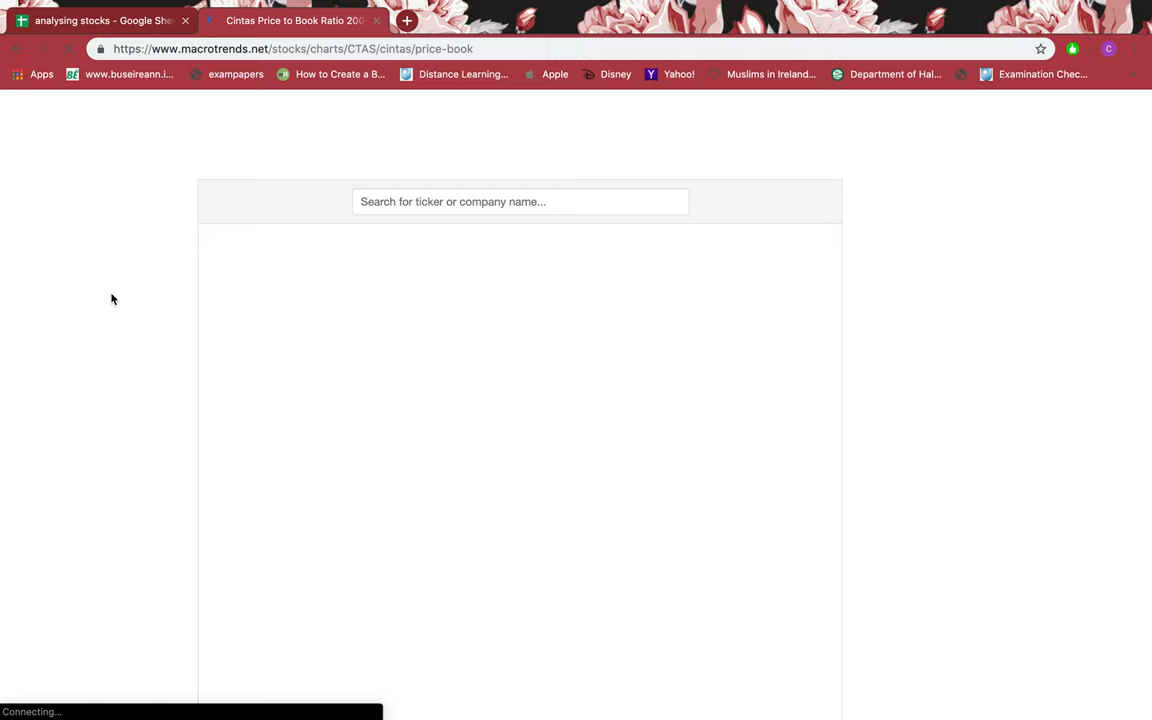 analysing stocks - Google She
Cintas Price to Book Ratio 200
https://www.macrotrends.net/stocks/charts/CTAS/cintas/price-book
C
Apps
BÉ
www.buseireann.i...
exampapers
How to Create a B...
Distance Learning...
Apple
Disney
Y
Yahoo!
Muslims in Ireland...
Department of Hal...
Examination Chec...
Search for ticker or company name...
Connecting...